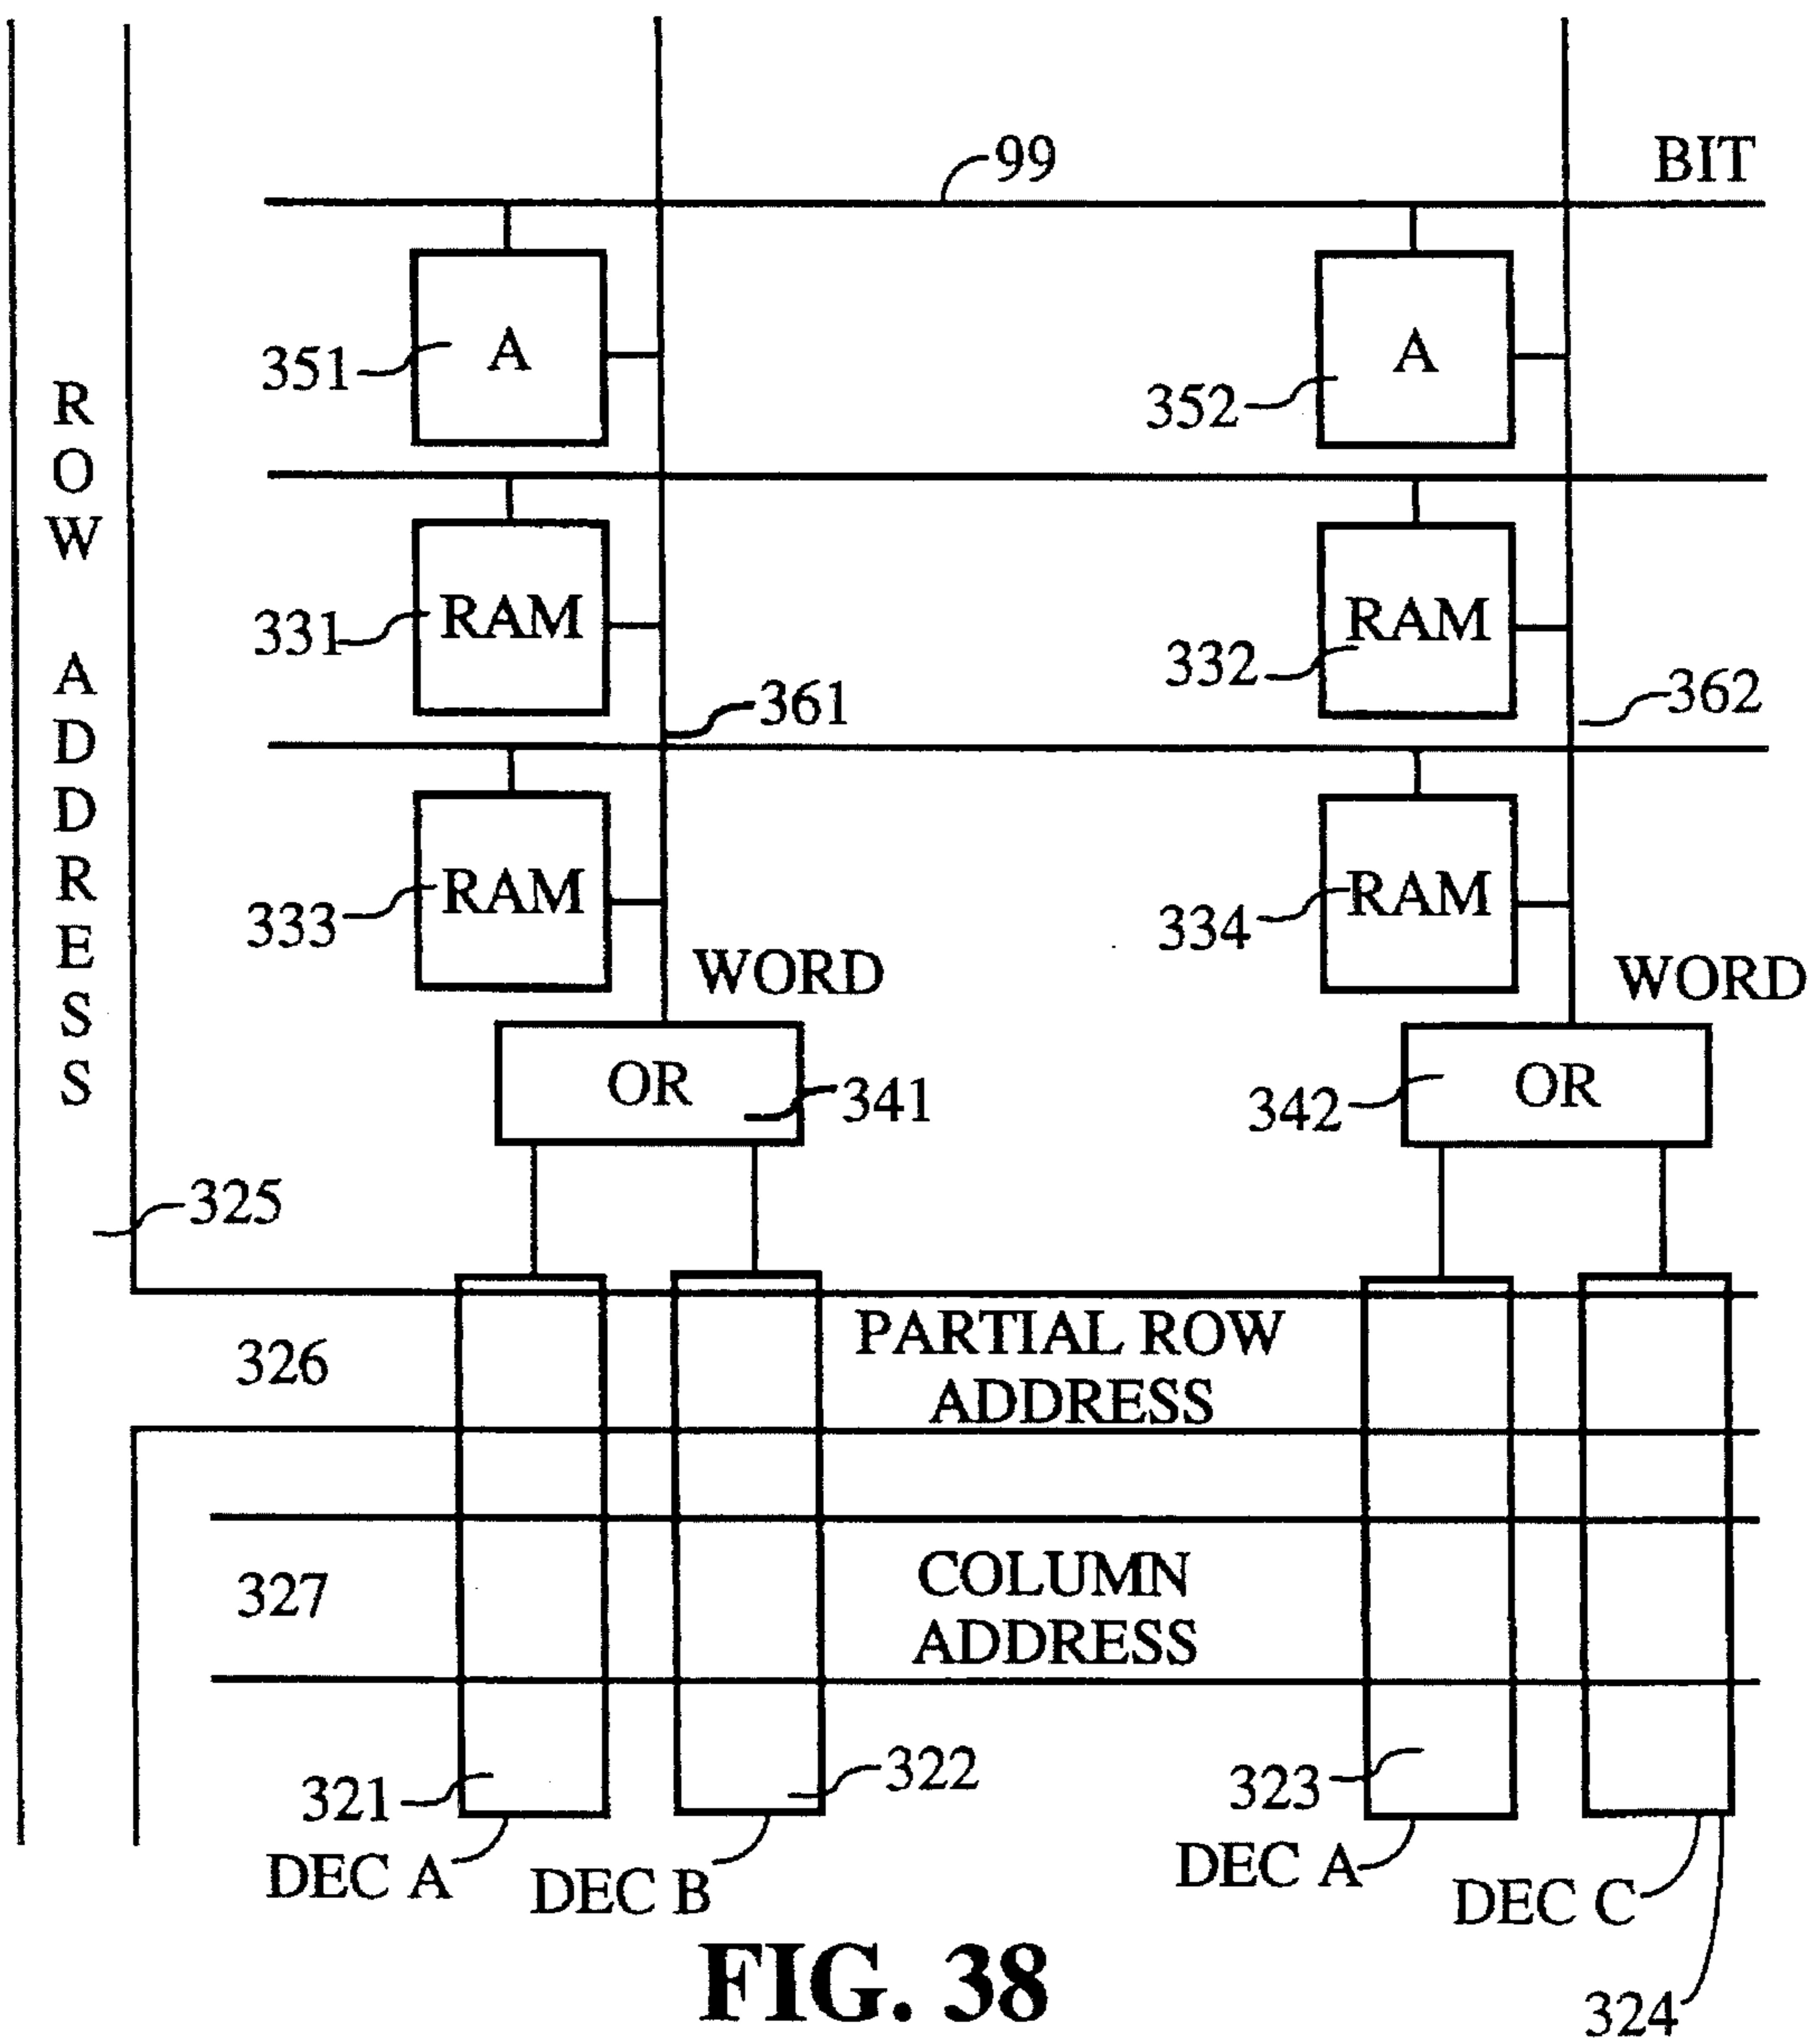 99
BIT
A
351
A
352
RAM
331
RAM
332
361
362
RAM
333
RAM
334
ROW ADDRESS
WORD
WORD
OR
341
OR
342
325
326
PARTIAL ROW
ADDRESS
327
COLUMN
ADDRESS
321
322
323
DEC A
DEC B
DEC A
DEC C
324
FIG. 38